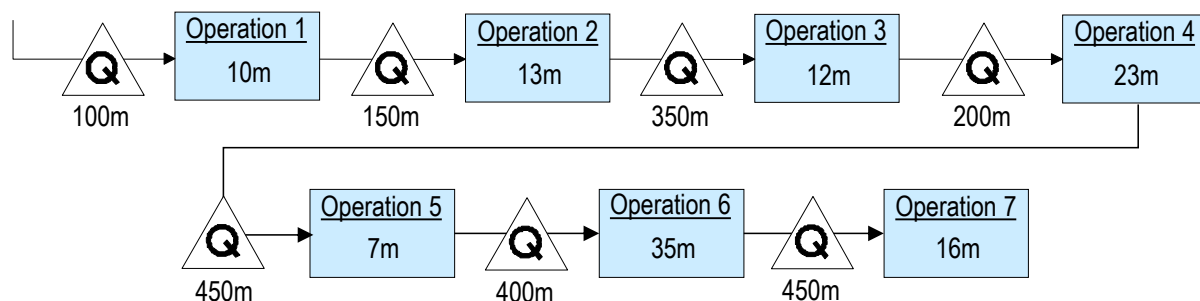 Operation 1
10m
Operation 2
13m
Operation 3
12m
Operation 4
23m
Q
100m
Q
150m
Q
350m
Q
200m
Operation 5
7m
Operation 6
35m
Operation 7
16m
Q
450m
Q
400m
Q
450m